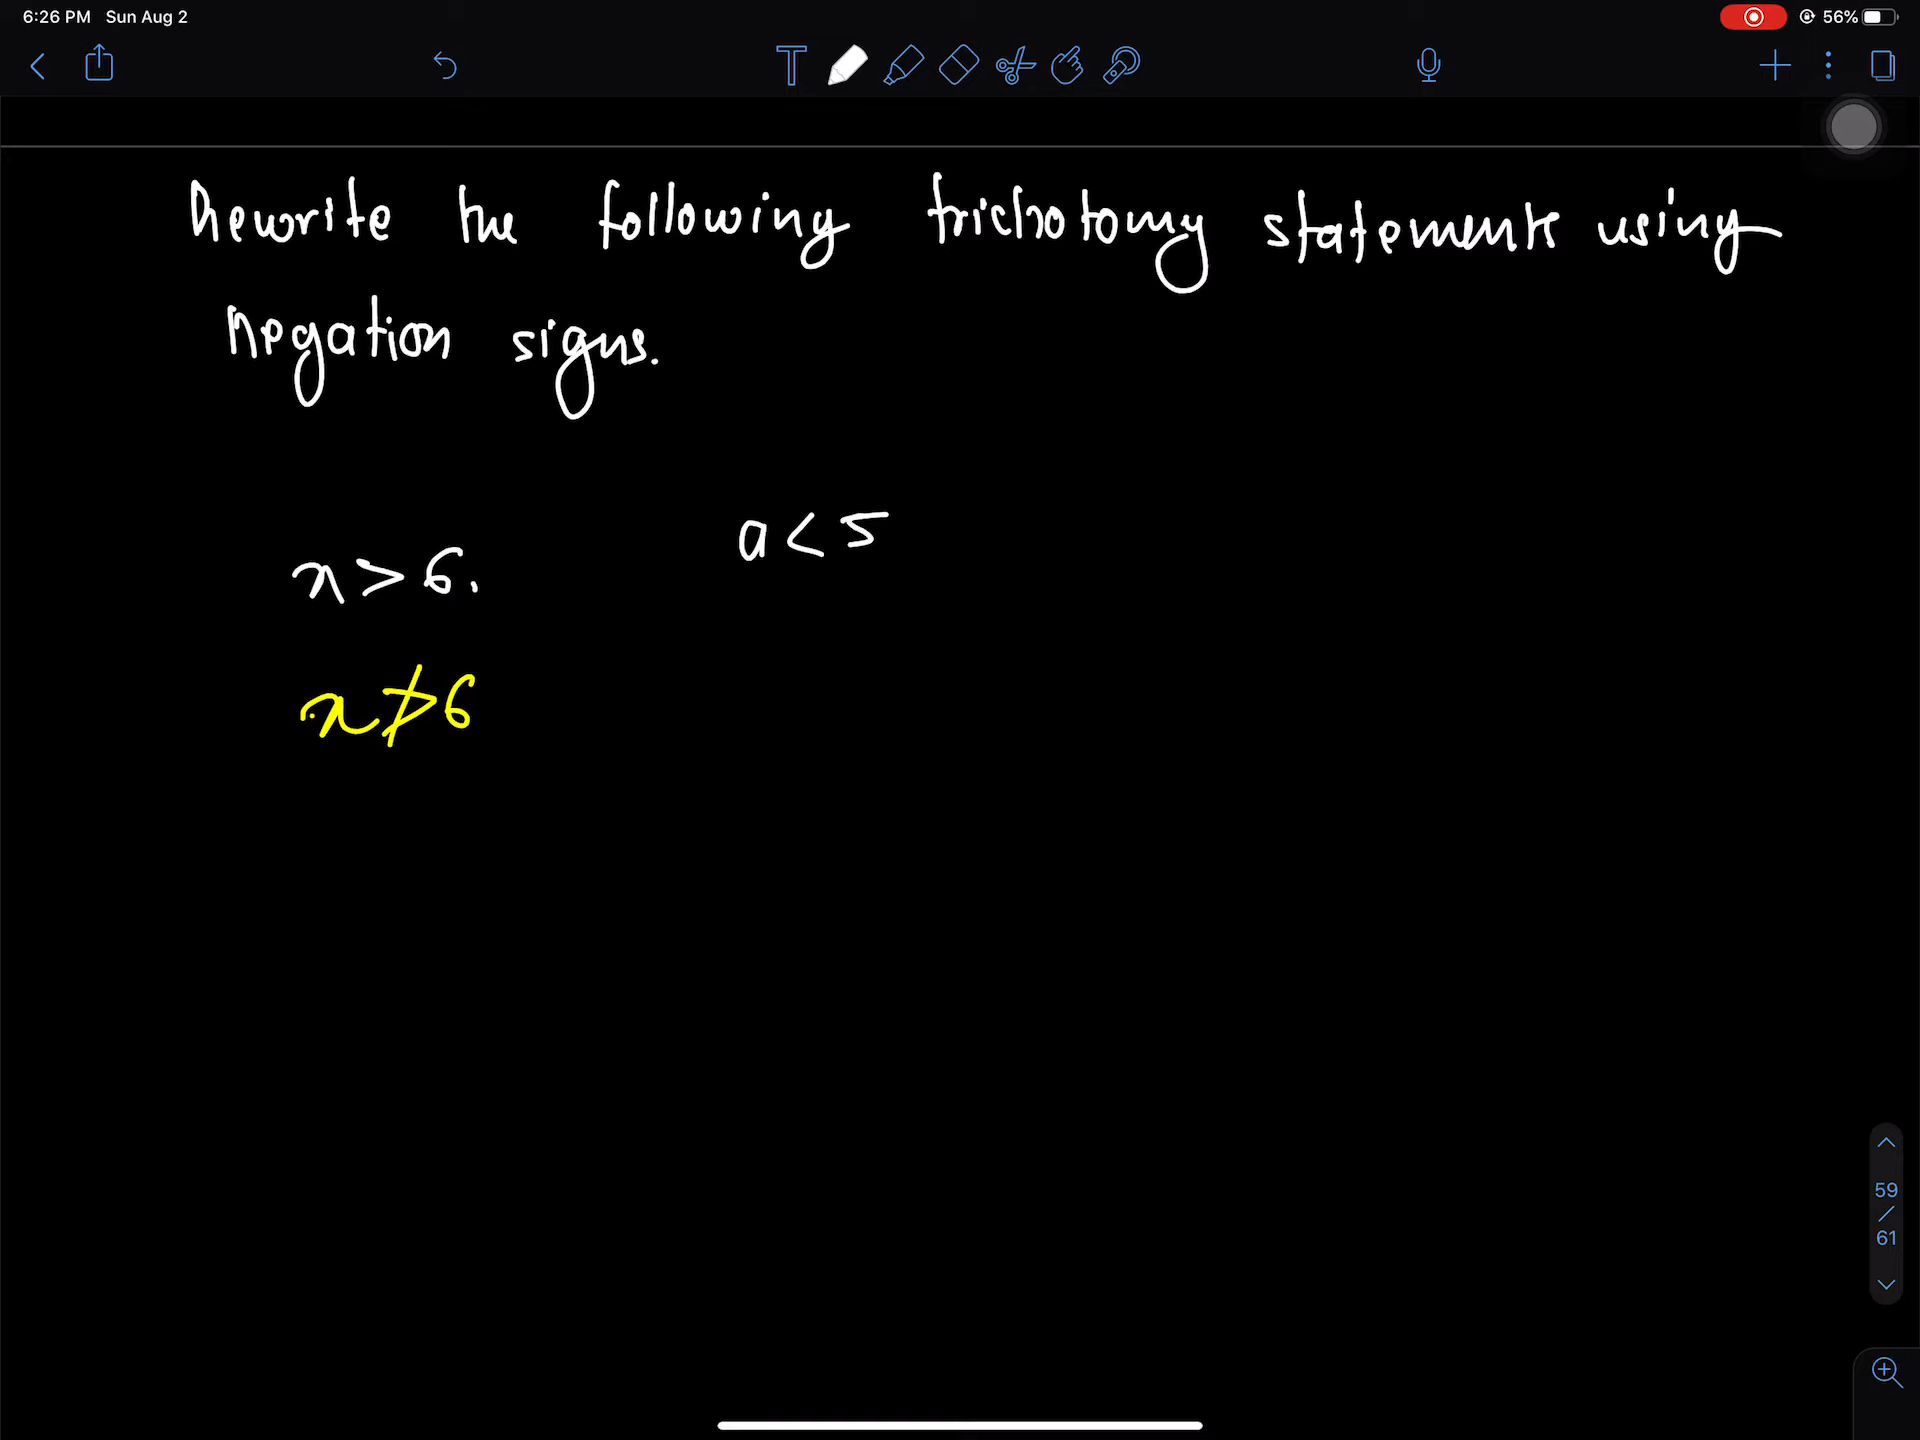 6:26 PM Sun Aug 2
56%
T
Rewrite the following trichotomy statements using
negation signs.
a < 5
x > 6.
x ≯ 6
59
/
61